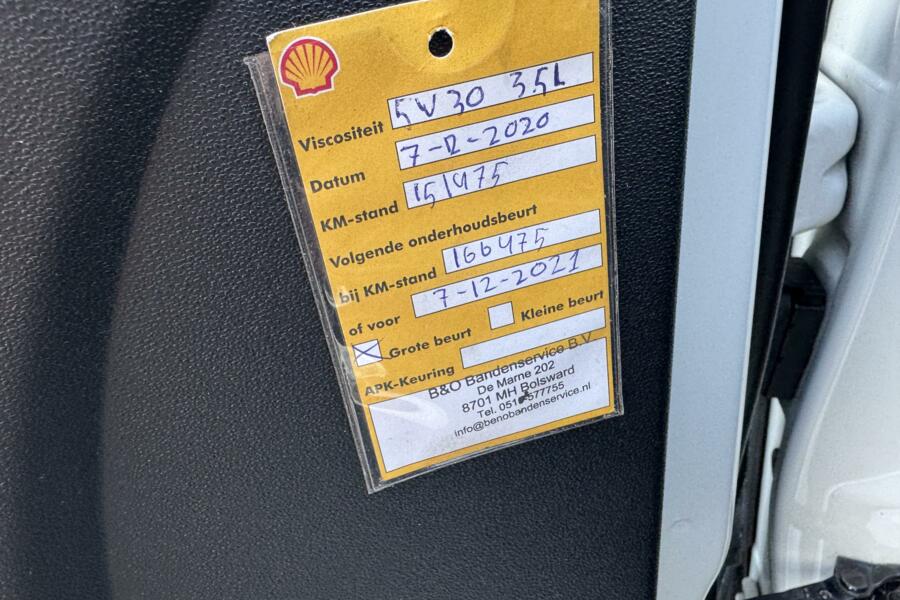 Viscositeit 5W30 3,5L
Datum 7-12-2020
KM-stand 151475
Volgende onderhoudsbeurt
bij KM-stand 166475
of voor 7-12-2021
Grote beurt Kleine beurt
APK-Keuring
B&O Bandenservice B.V
De Marne 202
8701 MH Bolsward
Tel. 577755
info@benobandenservice.nl